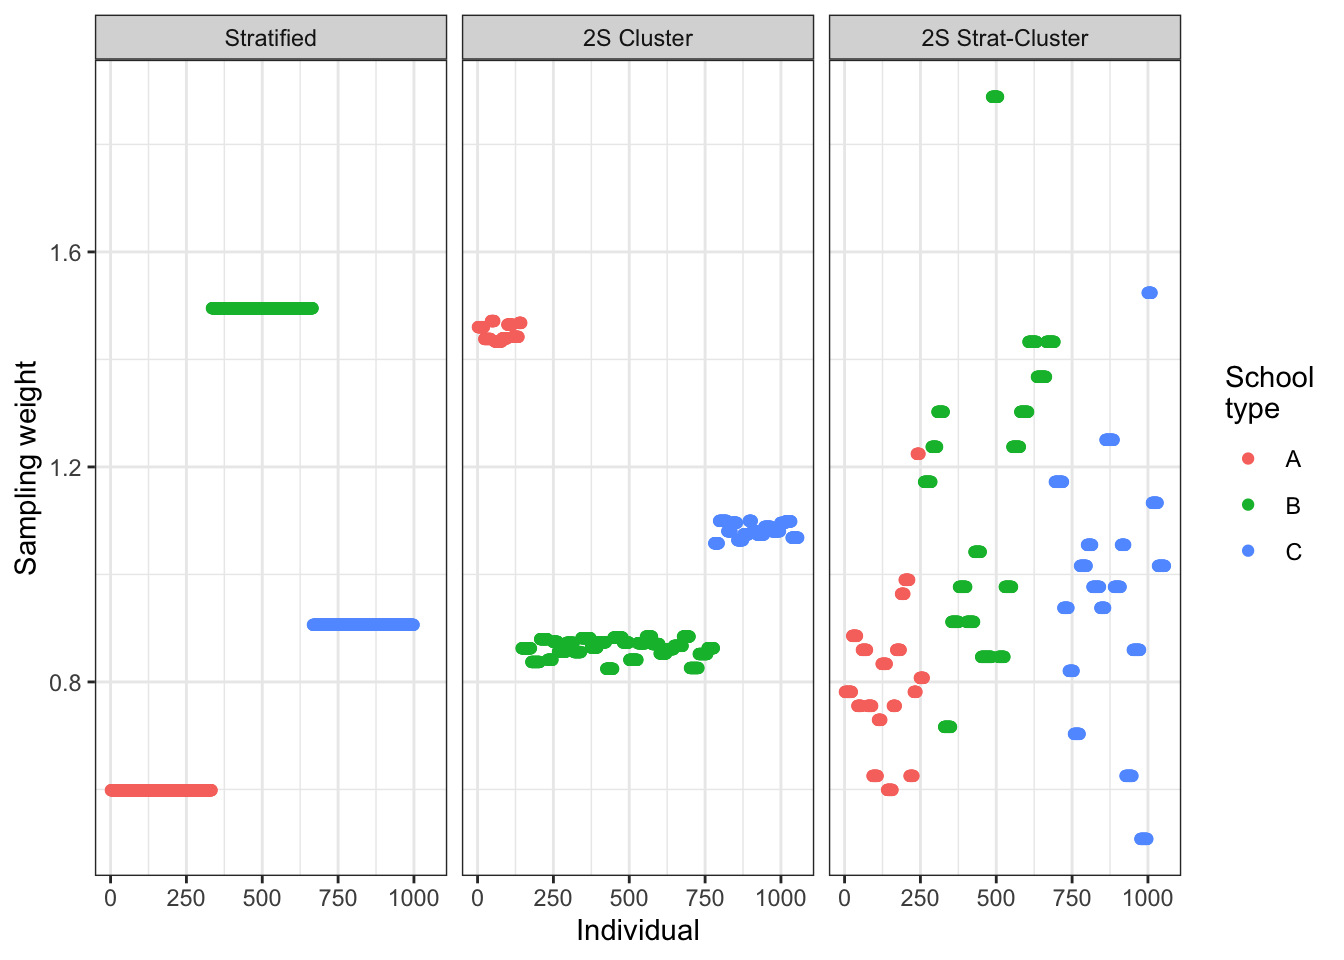 Stratified
2S Cluster
2S Strat-Cluster
Sampling weight
1.6
1.2
0.8
0 250 500 750 1000
0 250 500 750 1000
0 250 500 750 1000
Individual
School
type
A
B
C